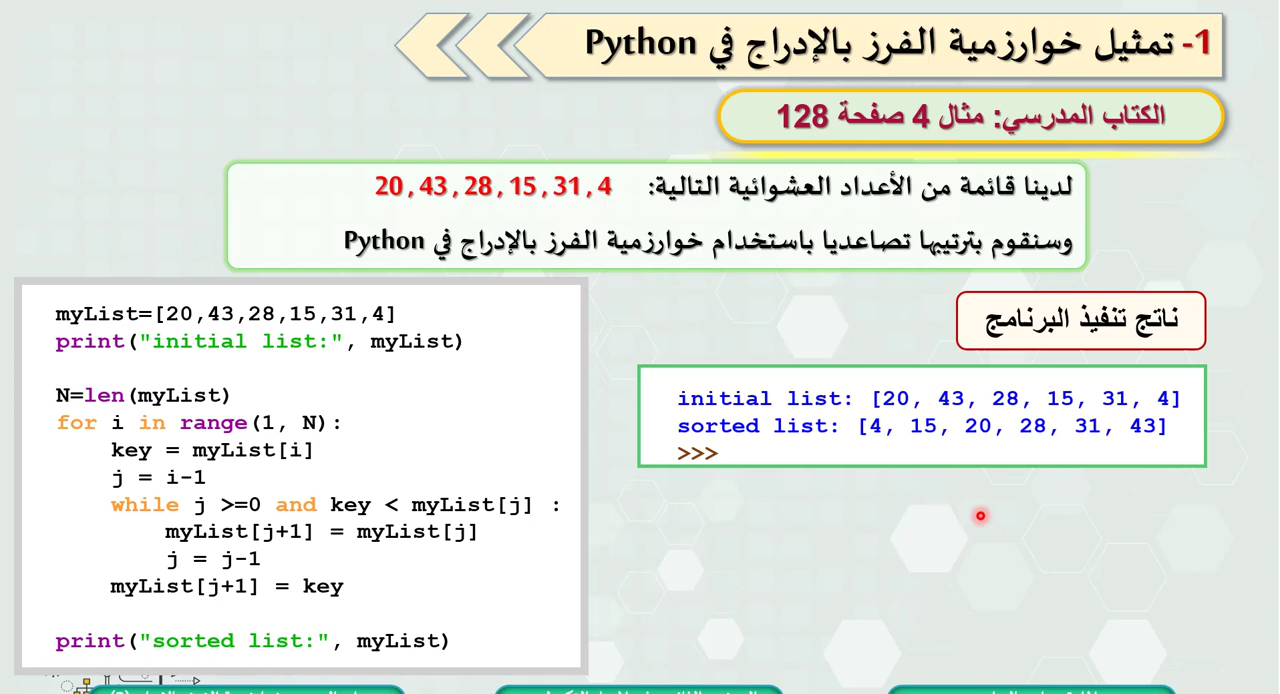 1- تمثيل خوارزمية الفرز بالإدراج في Python
الكتاب المدرسي: مثال 4 صفحة 128
لدينا قائمة من الأعداد العشوائية التالية: 20 , 43 , 28 , 15 , 31 , 4
وسنقوم بترتيبها تصاعديا باستخدام خوارزمية الفرز بالإدراج في Python
myList=[20,43,28,15,31,4]
print("initial list:", myList)
N=len(myList)
for i in range(1, N):
    key = myList[i]
    j = i-1
    while j >=0 and key < myList[j] :
        myList[j+1] = myList[j]
        j = j-1
    myList[j+1] = key
print("sorted list:", myList)
ناتج تنفيذ البرنامج
initial list: [20, 43, 28, 15, 31, 4]
sorted list: [4, 15, 20, 28, 31, 43]
>>>